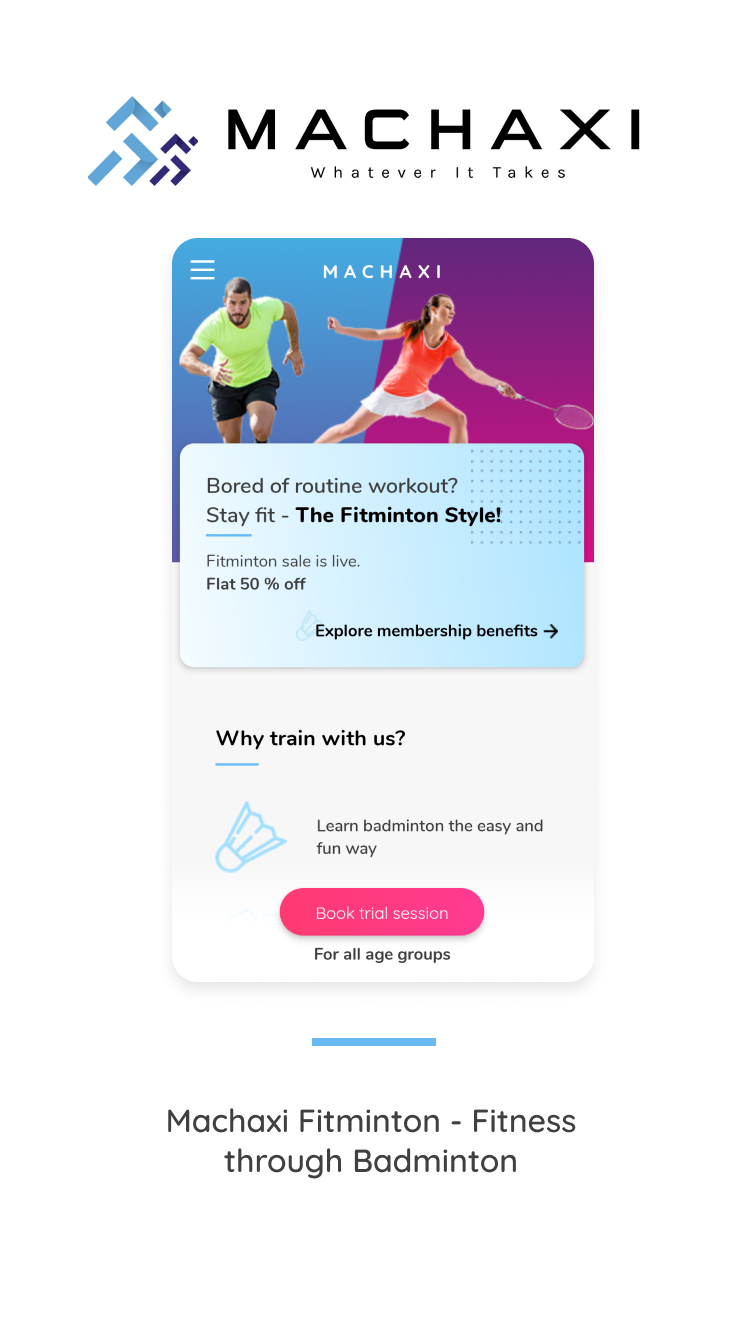 MACHAXI
Whatever It Takes
MACHAXI
Bored of routine workout?
Stay fit - The Fitminton Style!
Fitminton sale is live.
Flat 50 % off
Explore membership benefits →
Why train with us?
Learn badminton the easy and
fun way
Book trial session
For all age groups
Machaxi Fitminton - Fitness
through Badminton